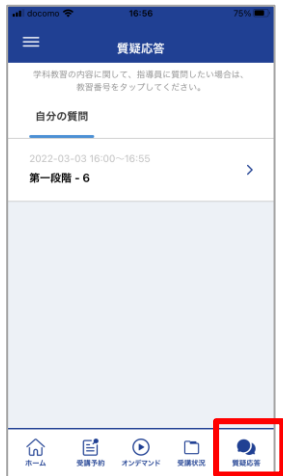 docomo 16:56 75%
質疑応答
学科教習の内容に関して、指導員に質問したい場合は、
教習番号をタップしてください。
自分の質問
2022-03-03 16:00~16:55
第一段階 - 6
ホーム 受講予約 オンデマンド 受講状況 質疑応答